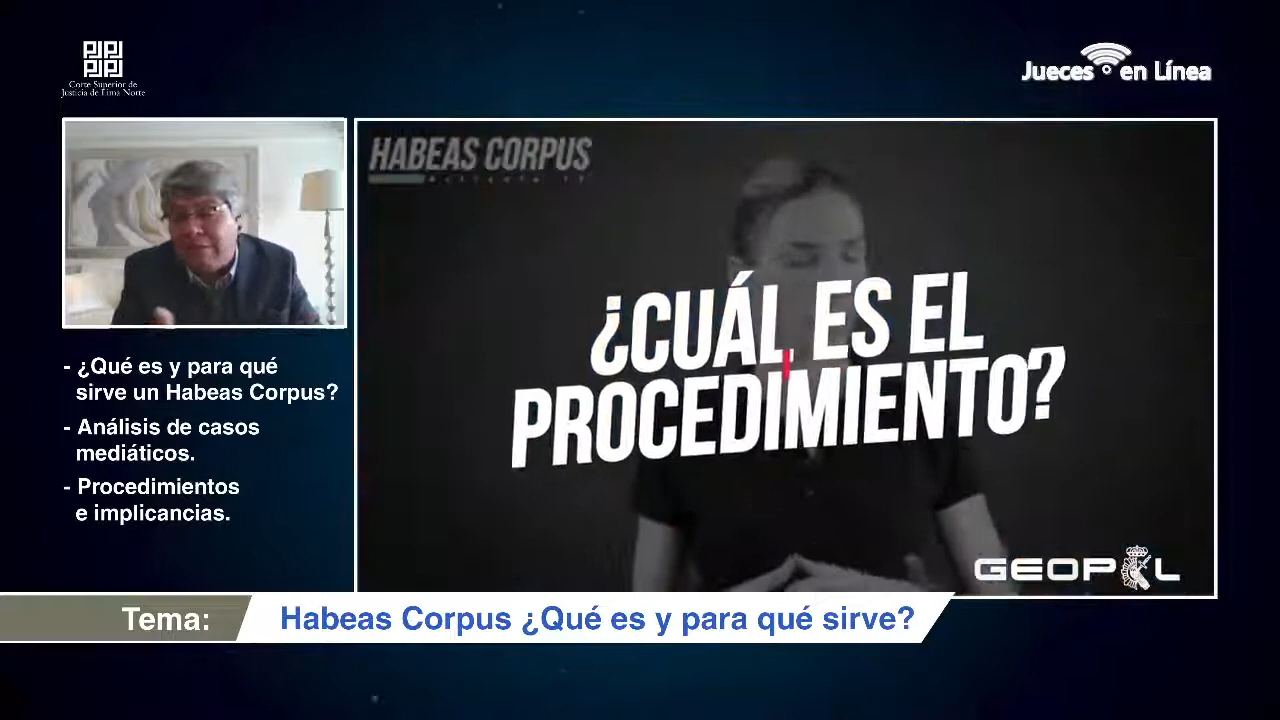 Corte Superior de
Justicia de Lima Norte
Jueces en Línea
HABEAS CORPUS
¿CUÁL ES EL
PROCEDIMIENTO?
GEOPOL
- ¿Qué es y para qué
sirve un Habeas Corpus?
- Análisis de casos
mediáticos.
- Procedimientos
e implicancias.
Tema:
Habeas Corpus ¿Qué es y para qué sirve?